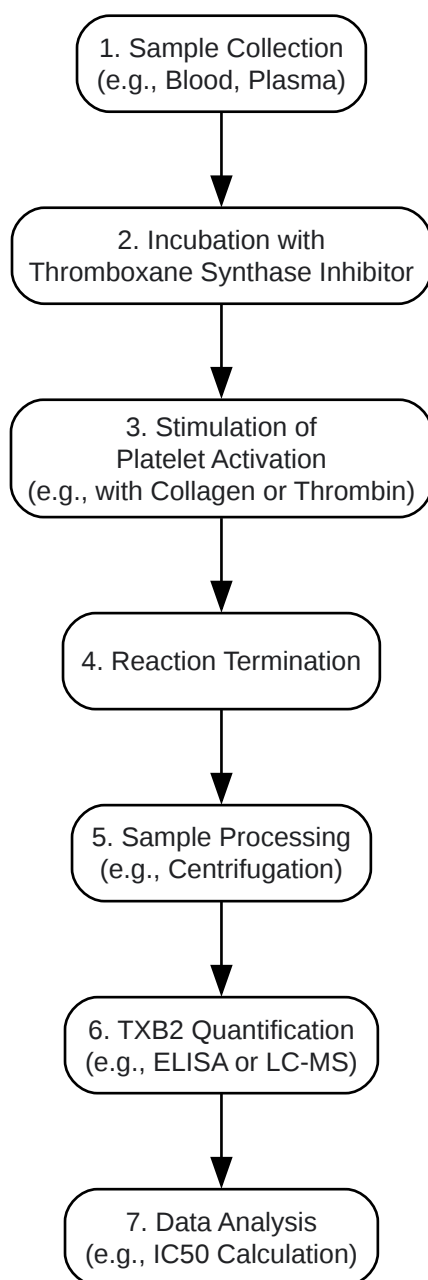 1. Sample Collection
(e.g., Blood, Plasma)
2. Incubation with
Thromboxane Synthase Inhibitor
3. Stimulation of
Platelet Activation
(e.g., with Collagen or Thrombin)
4. Reaction Termination
5. Sample Processing
(e.g., Centrifugation)
6. TXB2 Quantification
(e.g., ELISA or LC-MS)
7. Data Analysis
(e.g., IC50 Calculation)